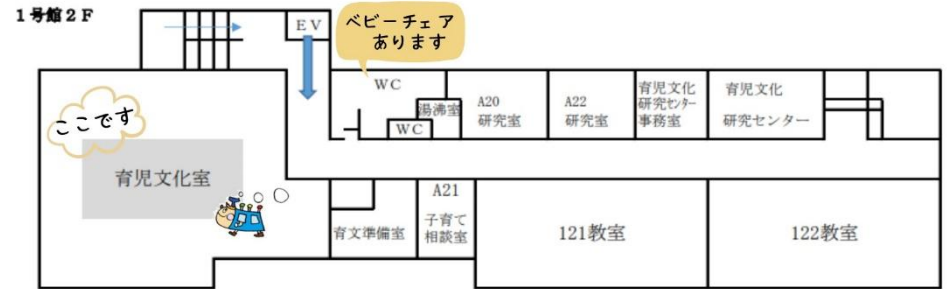 1号館2F
EV
ベビーチェア
あります
WC
湯沸室
WC
A20
研究室
A22
研究室
育児文化
研究センター
事務室
育児文化
研究センター
ここです
育児文化室
育文準備室
A21
子育て
相談室
121教室
122教室